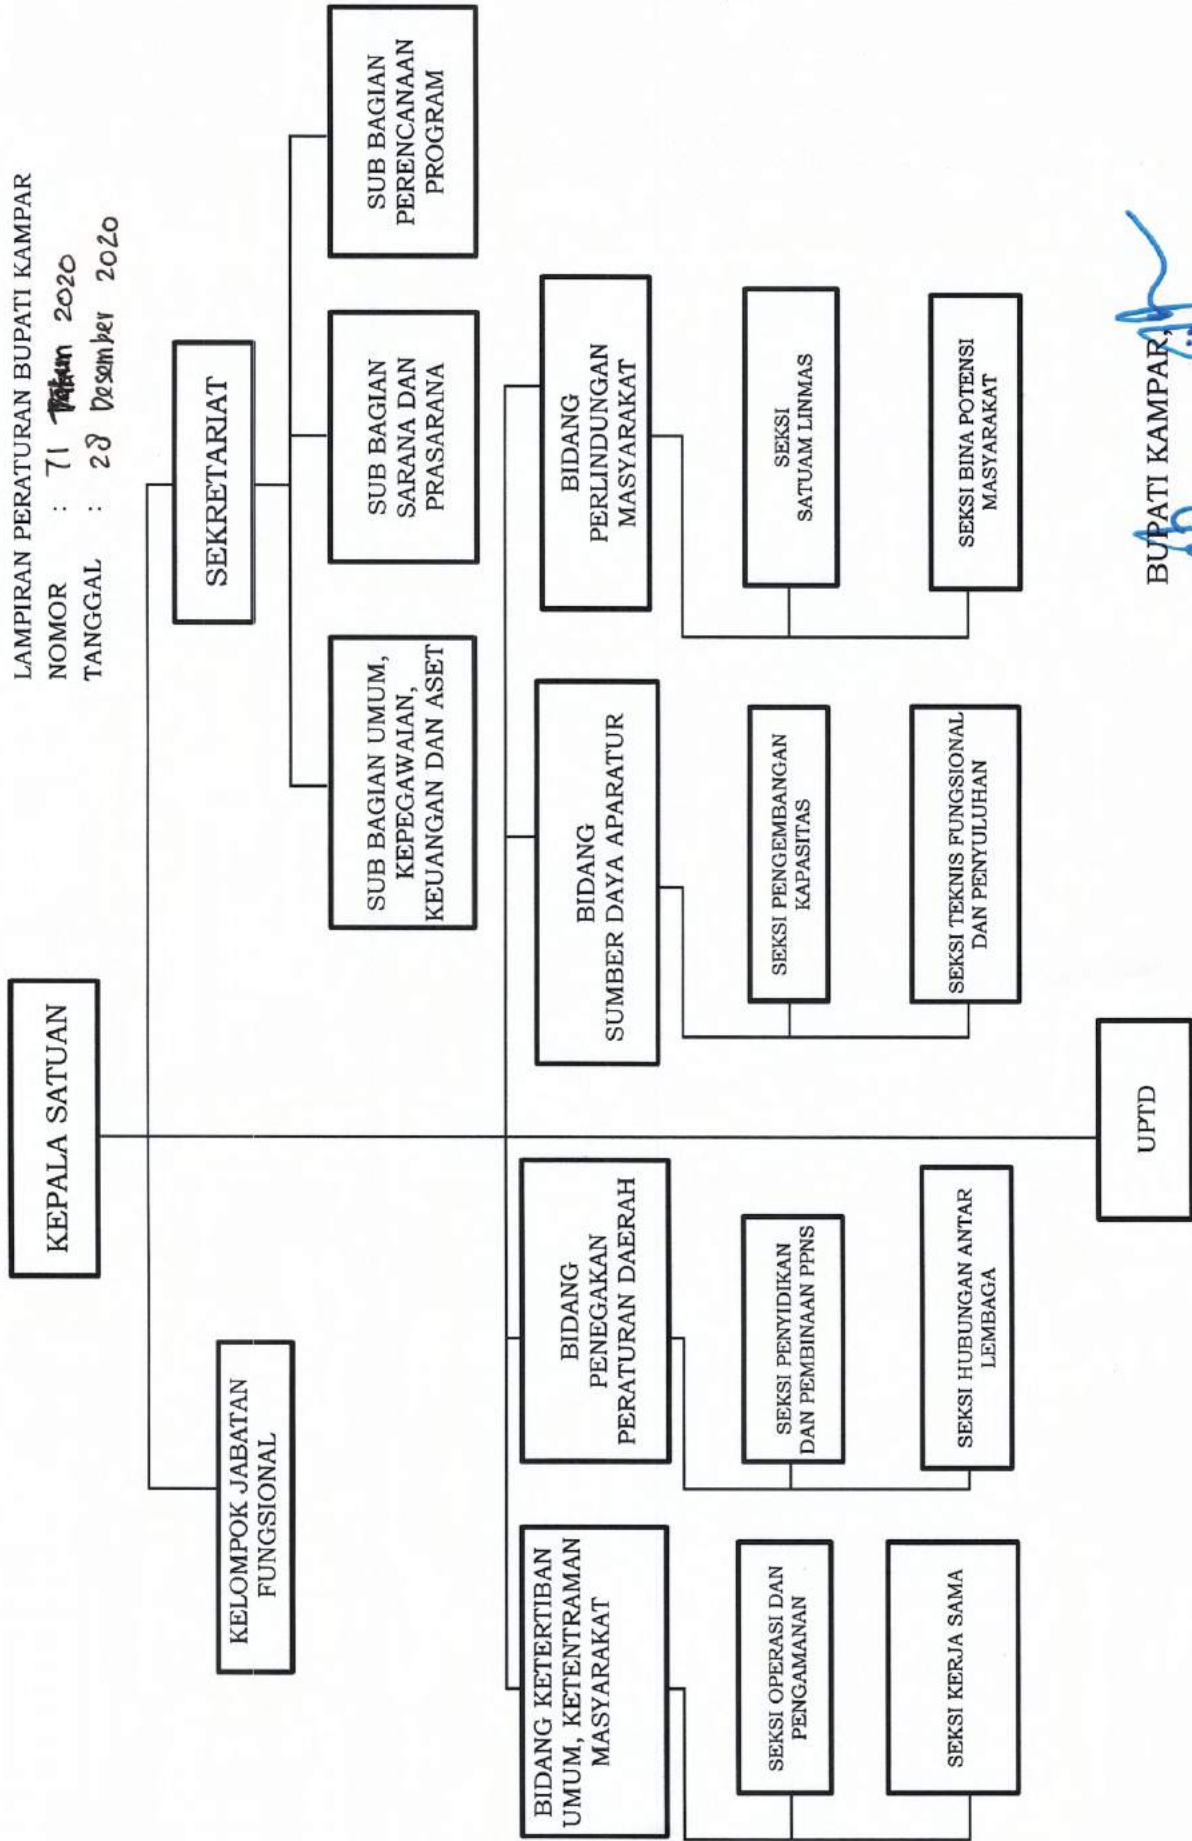 LAMPIRAN PERATURAN BUPATI KAMPAR
NOMOR : 71 2020
TANGGAL : 28 Desember 2020
KEPALA SATUAN
KELOMPOK JABATAN
FUNGSIONAL
SEKRETARIAT
SUB BAGIAN UMUM,
KEPEGAWAIAN,
KEUANGAN DAN ASET
SUB BAGIAN
SARANA DAN
PRASARANA
SUB BAGIAN
PERENCANAAN
PROGRAM
BIDANG KETERTIBAN
UMUM, KETENTRAMAN
MASYARAKAT
BIDANG
PENEGAKAN
PERATURAN DAERAH
BIDANG
SUMBER DAYA APARATUR
BIDANG
PERLINDUNGAN
MASYARAKAT
SEKSI OPERASI DAN
PENGAMANAN
SEKSI PENYIDIKAN
DAN PEMBINAAN PPNS
SEKSI PENGEMBANGAN
KAPASITAS
SEKSI
SATUAM LINMAS
SEKSI KERJA SAMA
SEKSI HUBUNGAN ANTAR
LEMBAGA
SEKSI TEKNIS FUNGSIONAL
DAN PENYULUHAN
SEKSI BINA POTENSI
MASYARAKAT
UPTD
BUPATI KAMPAR,